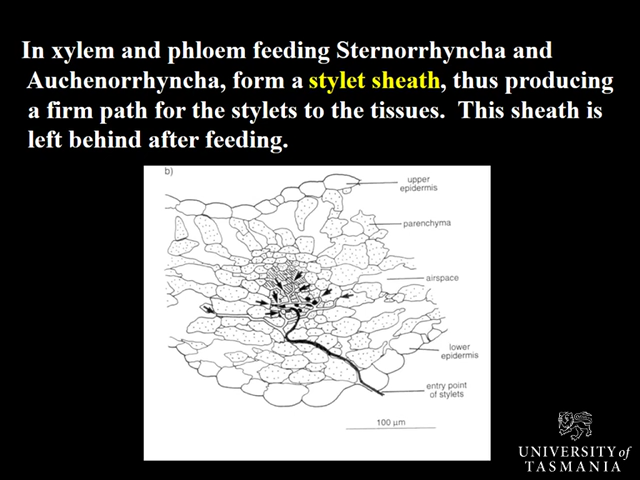 In xylem and phloem feeding Sternorrhyncha and
Auchenorrhyncha, form a stylet sheath, thus producing
a firm path for the stylets to the tissues. This sheath is
left behind after feeding.
b)
upper
epidermis
parenchyma
airspace
lower
epidermis
entry point
of stylets
100 µm
UNIVERSITY of
TASMANIA